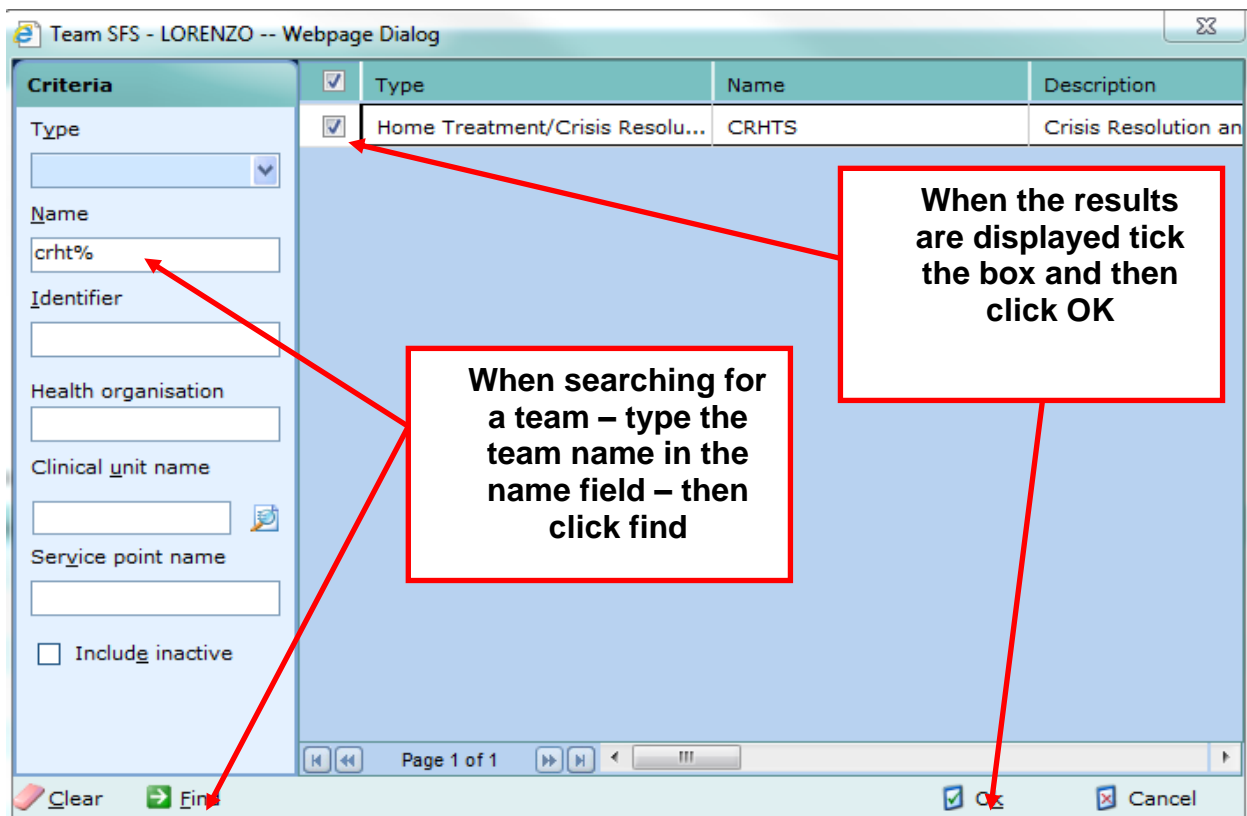 Team SFS - LORENZO -- Webpage Dialog
Criteria
Type
Name
Description
Type
Home Treatment/Crisis Resolu...
CRHTS
Crisis Resolution an
Name
crht%
Identifier
Health organisation
Clinical unit name
Service point name
Include inactive
When the results
are displayed tick
the box and then
click OK
When searching for
a team – type the
team name in the
name field – then
click find
Page 1 of 1
Clear
Find
Ok
Cancel